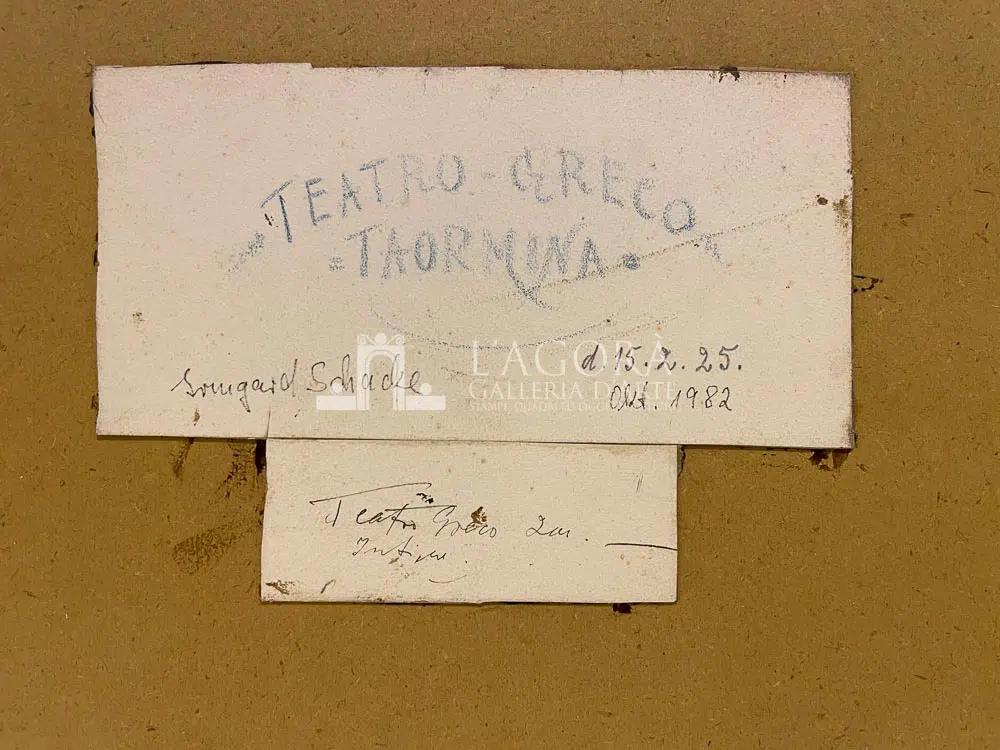 TEATRO - GRECO
= TAORMINA =
Irmgard Schacke
d. 15. 2. 25.
Okt. 1982
L'AGORÀ
GALLERIA D'ARTE
Teatro Greco